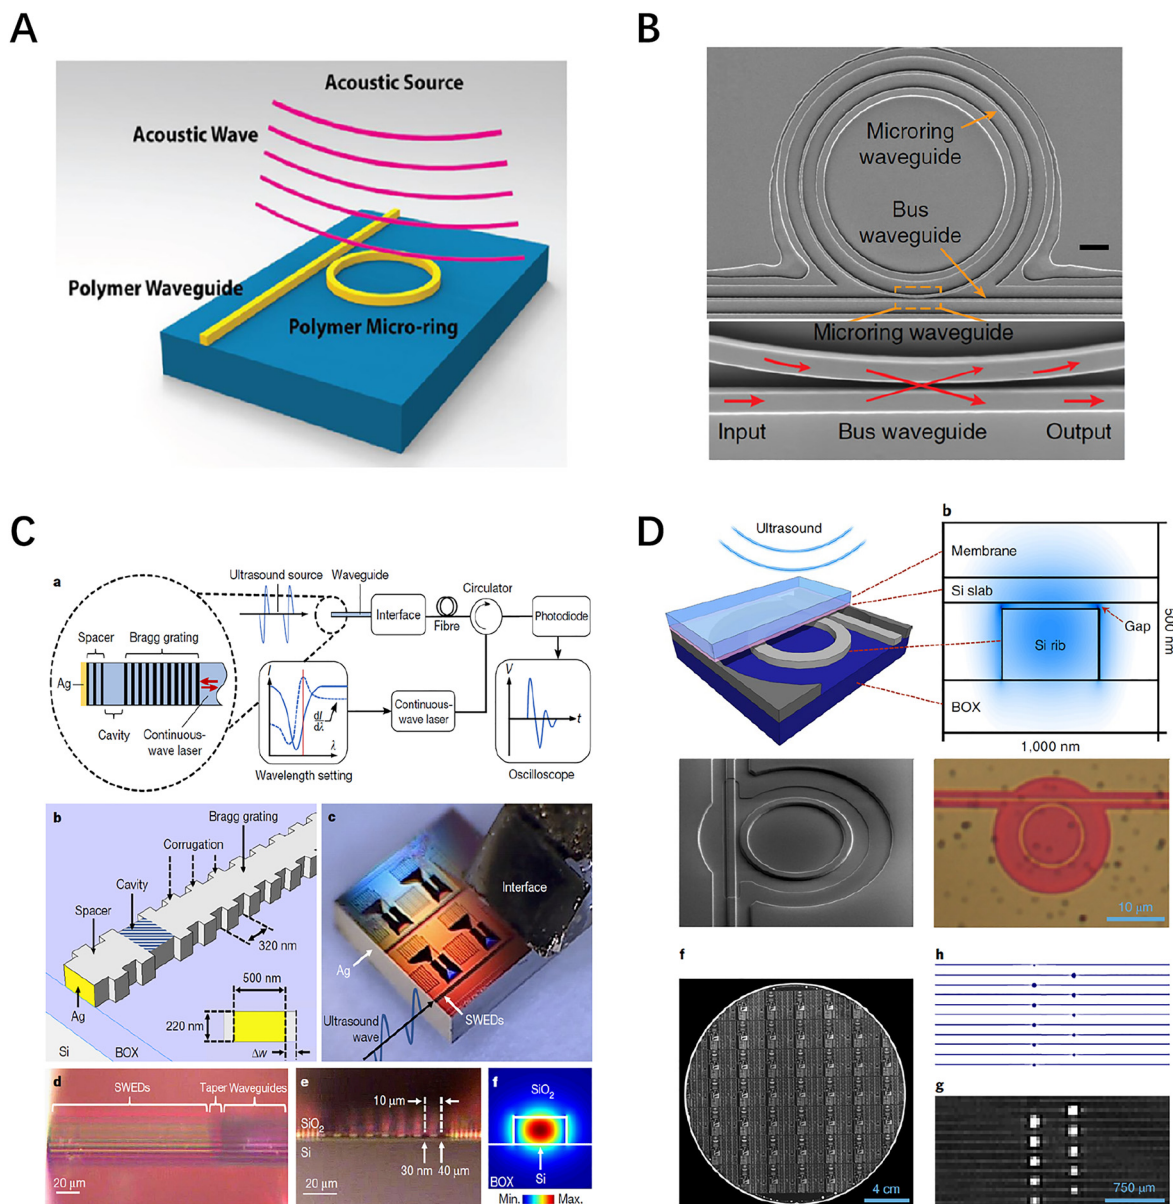 A
Acoustic Source
Acoustic Wave
Polymer Waveguide
Polymer Micro-ring
B
Microring
waveguide
Bus
waveguide
Microring waveguide
Input
Bus waveguide
Output
C
a
Ultrasound source
Waveguide
Circulator
Interface
Fibre
Photodiode
Spacer
Bragg grating
Ag
Cavity
Continuous-
wave laser
I
dI
dλ
λ
Wavelength setting
Continuous-
wave laser
V
t
Oscilloscope
b
Bragg grating
Corrugation
Cavity
Spacer
320 nm
Ag
500 nm
220 nm
Δw
Si
BOX
c
Interface
Ag
SWEDs
Ultrasound
wave
d
SWEDs
Taper
Waveguides
20 μm
e
10 μm
SiO2
Si
30 nm
40 μm
20 μm
f
SiO2
Si
BOX
Min.
Max.
D
Ultrasound
b
Membrane
Si slab
Gap
Si rib
BOX
500 nm
1,000 nm
10 μm
f
4 cm
h
g
750 μm